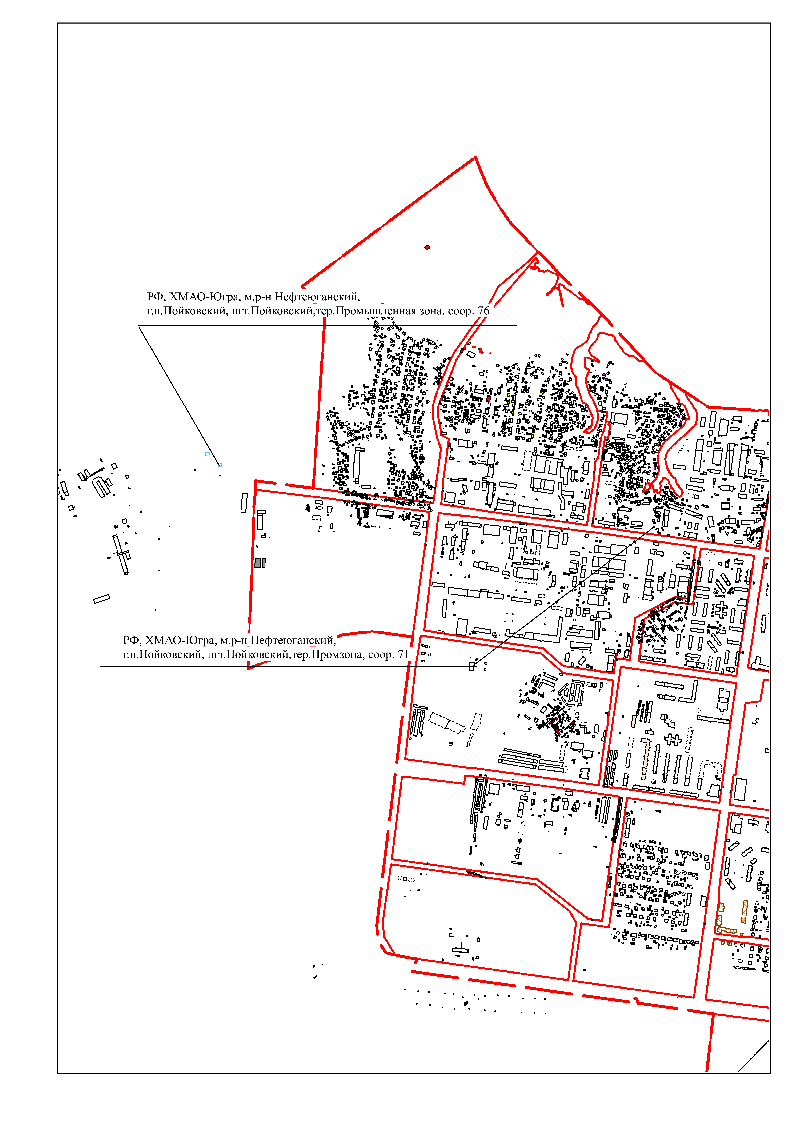 РФ, ХМАО-Югра, м.р-н Нефтеюганский,
г.п.Пойковский, пгт.Пойковский,тер.Промышленная зона, соор. 76
РФ, ХМАО-Югра, м.р-н Нефтеюганский,
г.п.Пойковский, пгт.Пойковский,тер.Промзона, соор. 71